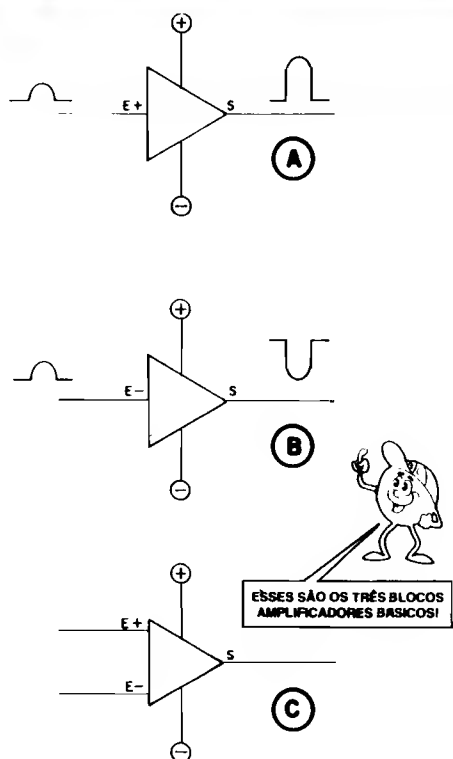 +
E+
S
−
A
+
E−
S
−
B
ESSES SÃO OS TRÊS BLOCOS
AMPLIFICADORES BASICOS!
+
E+
S
E−
C
−